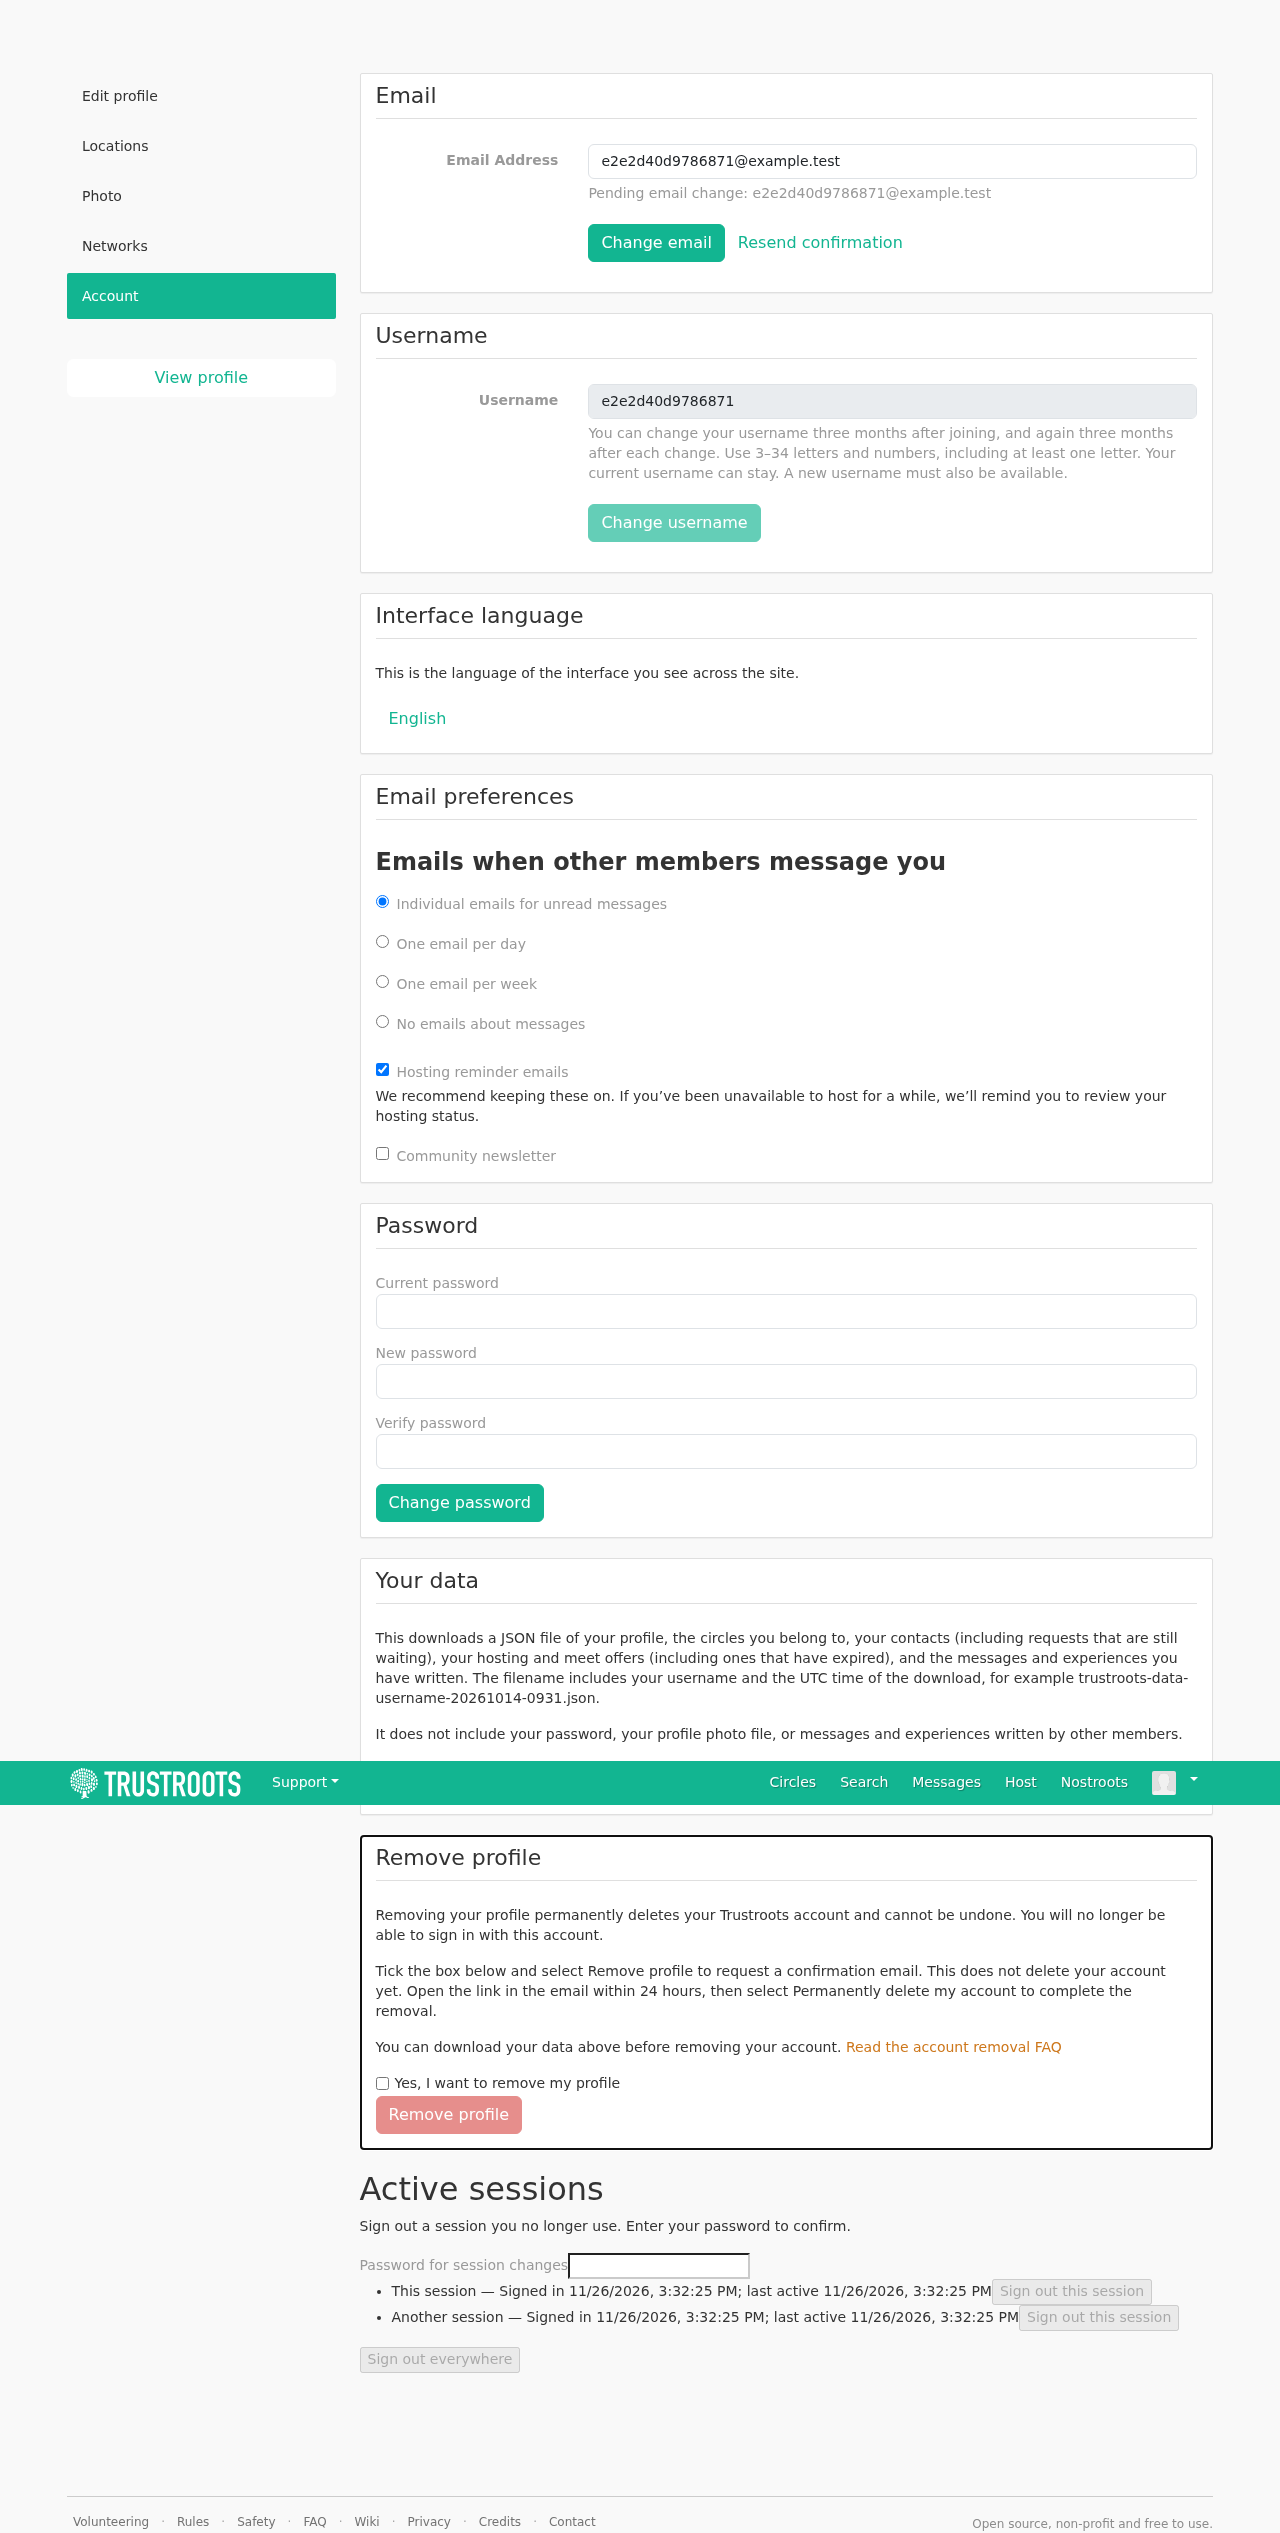 Edit profile
Locations
Photo
Networks
Account
View profile
Email
Email Address
e2e2d40d9786871@example.test
Pending email change: e2e2d40d9786871@example.test
Change email
Resend confirmation
Username
Username
e2e2d40d9786871
You can change your username three months after joining, and again three months
after each change. Use 3–34 letters and numbers, including at least one letter. Your
current username can stay. A new username must also be available.
Change username
Interface language
This is the language of the interface you see across the site.
English
Email preferences
Emails when other members message you
Individual emails for unread messages
One email per day
One email per week
No emails about messages
Hosting reminder emails
We recommend keeping these on. If you’ve been unavailable to host for a while, we’ll remind you to review your
hosting status.
Community newsletter
Password
Current password
New password
Verify password
Change password
Your data
This downloads a JSON file of your profile, the circles you belong to, your contacts (including requests that are still
waiting), your hosting and meet offers (including ones that have expired), and the messages and experiences you
have written. The filename includes your username and the UTC time of the download, for example trustroots-data-
username-20261014-0931.json.
It does not include your password, your profile photo file, or messages and experiences written by other members.
TRUSTROOTS
Support
Circles
Search
Messages
Host
Nostroots
Remove profile
Removing your profile permanently deletes your Trustroots account and cannot be undone. You will no longer be
able to sign in with this account.
Tick the box below and select Remove profile to request a confirmation email. This does not delete your account
yet. Open the link in the email within 24 hours, then select Permanently delete my account to complete the
removal.
You can download your data above before removing your account. Read the account removal FAQ
Yes, I want to remove my profile
Remove profile
Active sessions
Sign out a session you no longer use. Enter your password to confirm.
Password for session changes
• This session — Signed in 11/26/2026, 3:32:25 PM; last active 11/26/2026, 3:32:25 PM Sign out this session
• Another session — Signed in 11/26/2026, 3:32:25 PM; last active 11/26/2026, 3:32:25 PM Sign out this session
Sign out everywhere
Volunteering · Rules · Safety · FAQ · Wiki · Privacy · Credits · Contact
Open source, non-profit and free to use.